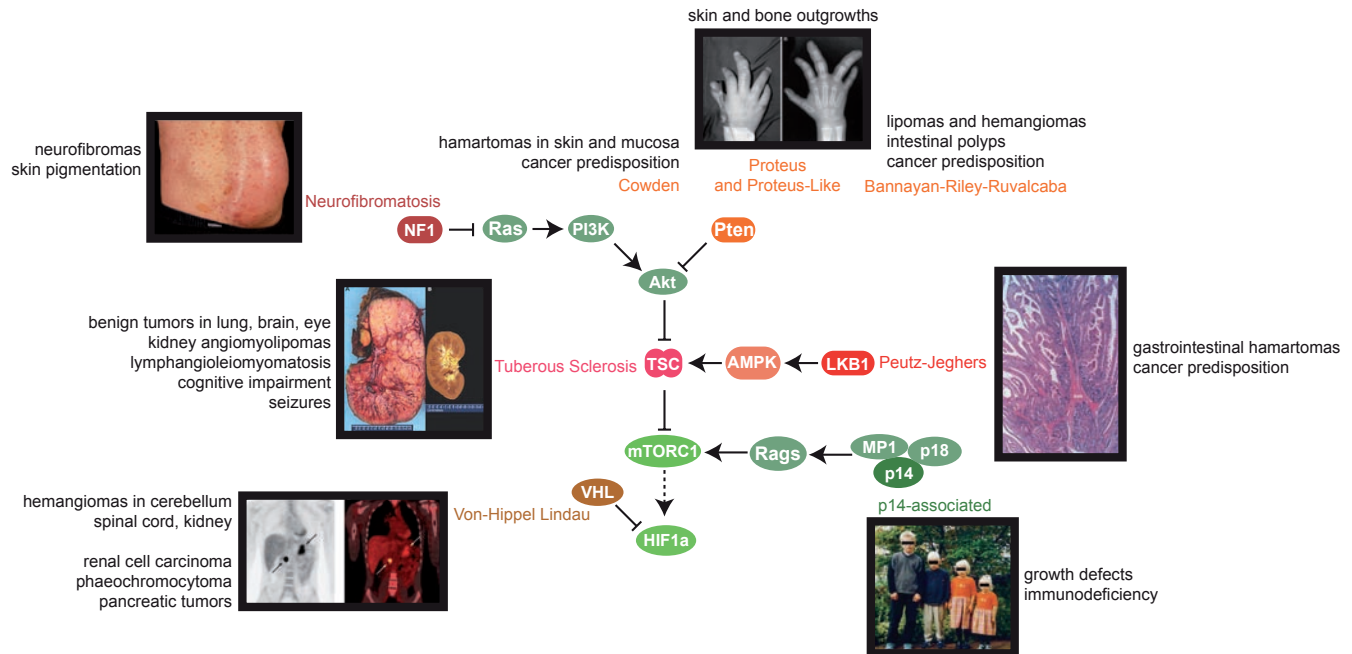 skin and bone outgrowths
neurofibromas
skin pigmentation
hamartomas in skin and mucosa
cancer predisposition
Cowden
Proteus
and Proteus-Like
lipomas and hemangiomas
intestinal polyps
cancer predisposition
Bannayan-Riley-Ruvalcaba
Neurofibromatosis
NF1
Ras
PI3K
Pten
Akt
benign tumors in lung, brain, eye
kidney angiomyolipomas
lymphangioleiomyomatosis
cognitive impairment
seizures
Tuberous Sclerosis
TSC
AMPK
LKB1
Peutz-Jeghers
gastrointestinal hamartomas
cancer predisposition
mTORC1
Rags
MP1
p18
p14
p14-associated
hemangiomas in cerebellum
spinal cord, kidney
renal cell carcinoma
phaeochromocytoma
pancreatic tumors
Von-Hippel Lindau
VHL
HIF1a
growth defects
immunodeficiency